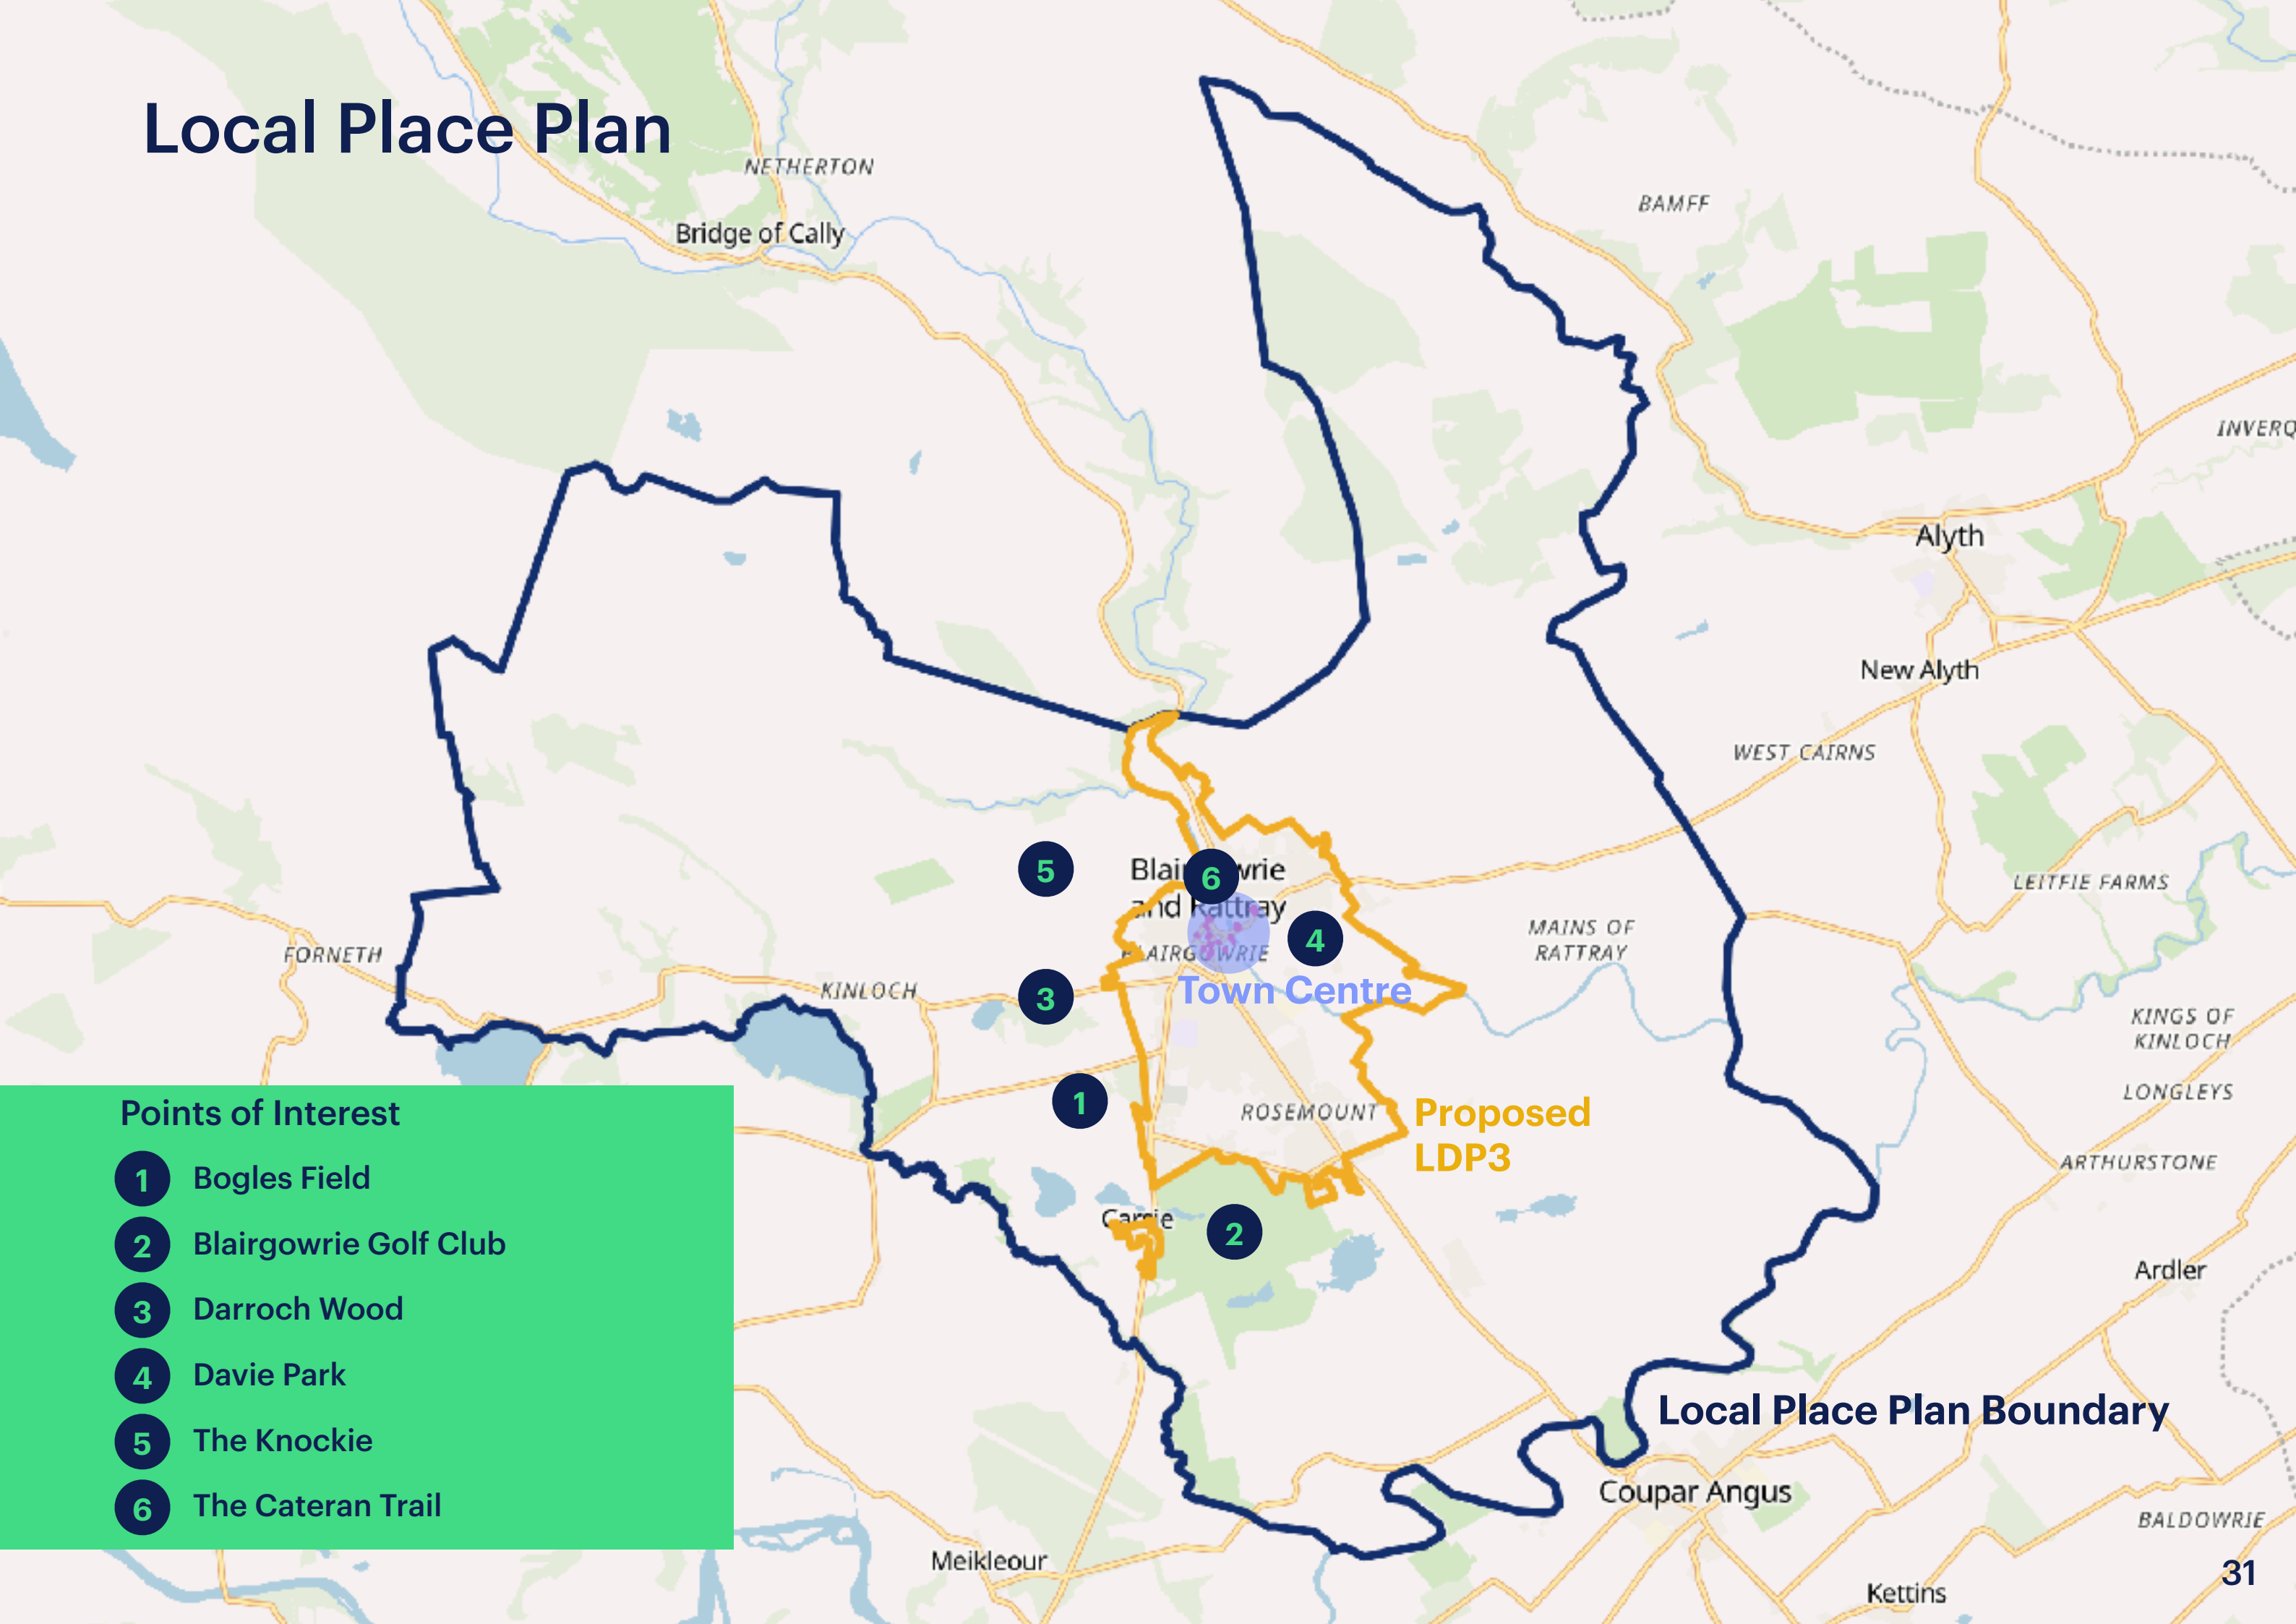 Local Place Plan
NETHERTON
Bridge of Cally
BAMFF
Alyth
New Alyth
WEST CAIRNS
LEITFIE FARMS
5
6
and Rattray
4
MAINS OF
RATTRAY
FORNETH
KINLOCH
3
Town Centre
KINGS OF
KINLOCH
LONGLEYS
1
ROSEMOUNT
Proposed
LDP3
ARTHURSTONE
2
Ardler
Local Place Plan Boundary
Coupar Angus
BALDOWRIE
Meikleour
Kettins
31
Points of Interest
1 Bogles Field
2 Blairgowrie Golf Club
3 Darroch Wood
4 Davie Park
5 The Knockie
6 The Cateran Trail